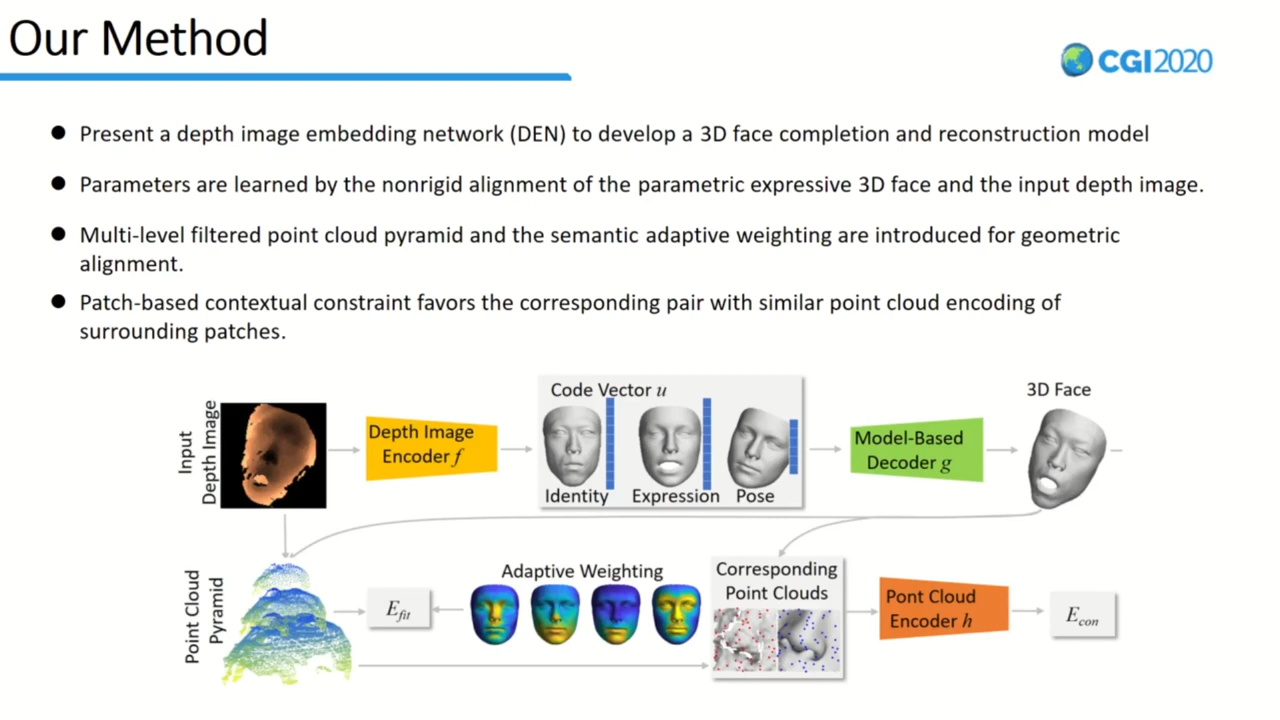 Our Method
CGI2020
● Present a depth image embedding network (DEN) to develop a 3D face completion and reconstruction model
● Parameters are learned by the nonrigid alignment of the parametric expressive 3D face and the input depth image.
● Multi-level filtered point cloud pyramid and the semantic adaptive weighting are introduced for geometric
alignment.
● Patch-based contextual constraint favors the corresponding pair with similar point cloud encoding of
surrounding patches.
Input
Depth Image
Depth Image
Encoder f
Code Vector u
Identity
Expression
Pose
Model-Based
Decoder g
3D Face
Point Cloud
Pyramid
E_fit
Adaptive Weighting
Corresponding
Point Clouds
Pont Cloud
Encoder h
E_con